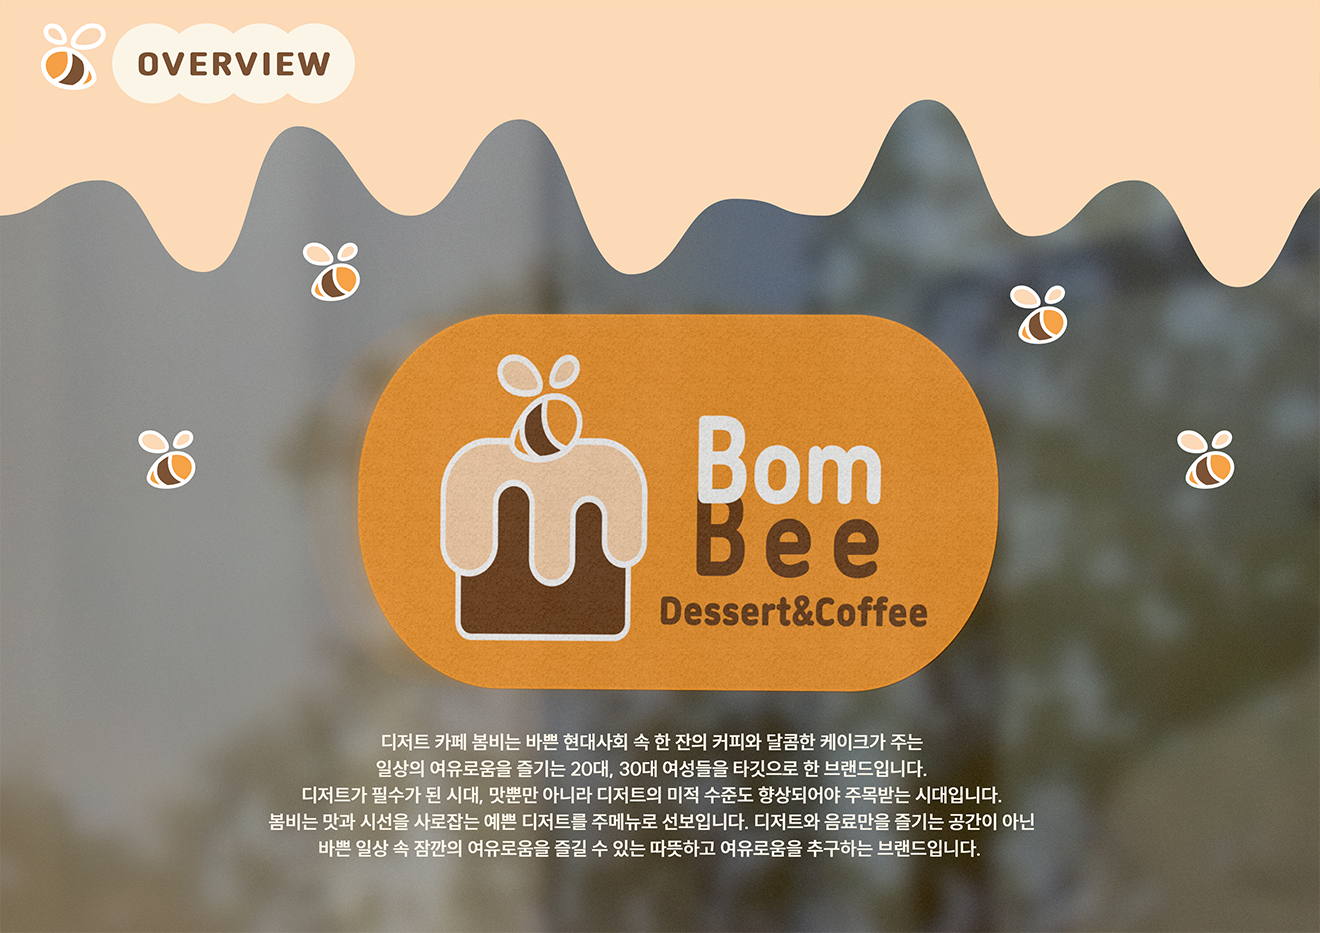 OVERVIEW
Bom
Bee
Dessert&Coffee
디저트 카페 봄비는 바쁜 현대사회 속 한 잔의 커피와 달콤한 케이크가 주는
일상의 여유로움을 즐기는 20대, 30대 여성들을 타깃으로 한 브랜드입니다.
디저트가 필수가 된 시대, 맛뿐만 아니라 디저트의 미적 수준도 향상되어야 주목받는 시대입니다.
봄비는 맛과 시선을 사로잡는 예쁜 디저트를 주메뉴로 선보입니다. 디저트와 음료만을 즐기는 공간이 아닌
바쁜 일상 속 잠깐의 여유로움을 즐길 수 있는 따뜻하고 여유로움을 추구하는 브랜드입니다.